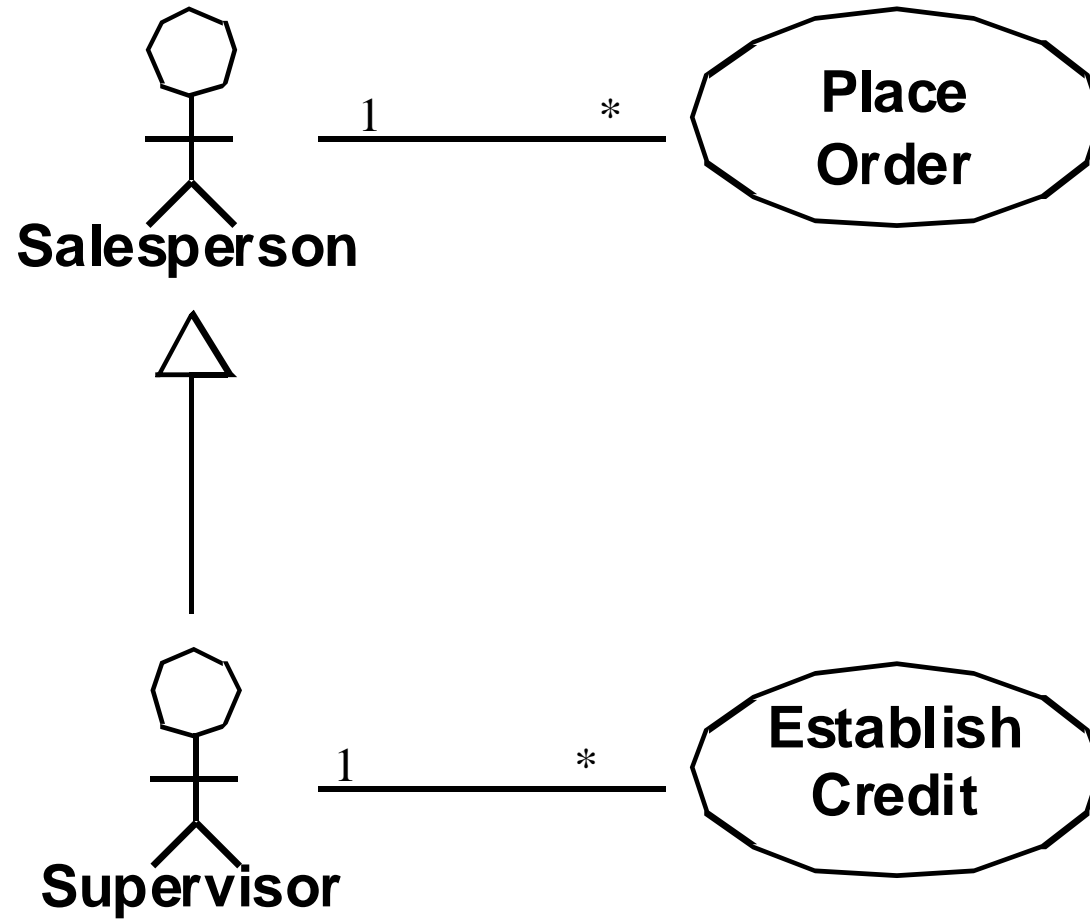 1 *
Place
Order
Salesperson
1 *
Establish
Credit
Supervisor